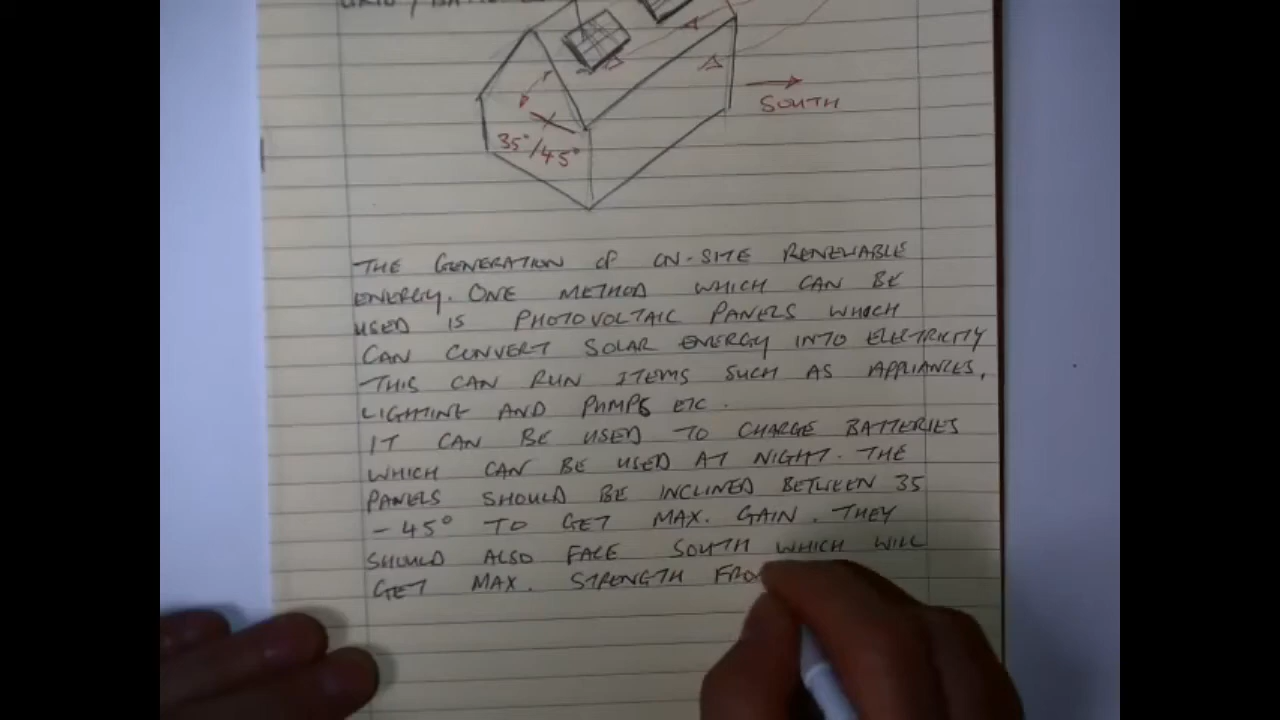 SOUTH
35°/45°
THE GENERATION OF ON-SITE RENEWABLE
ENERGY. ONE METHOD WHICH CAN BE
USED IS PHOTOVOLTAIC PANELS WHICH
CAN CONVERT SOLAR ENERGY INTO ELECTRICITY
THIS CAN RUN ITEMS SUCH AS APPLIANCES,
LIGHTING AND PUMPS ETC.
IT CAN BE USED TO CHARGE BATTERIES
WHICH CAN BE USED AT NIGHT. THE
PANELS SHOULD BE INCLINED BETWEEN 35
- 45° TO GET MAX. GAIN. THEY
SHOULD ALSO FACE SOUTH WHICH WILL
GET MAX. STRENGTH FROM